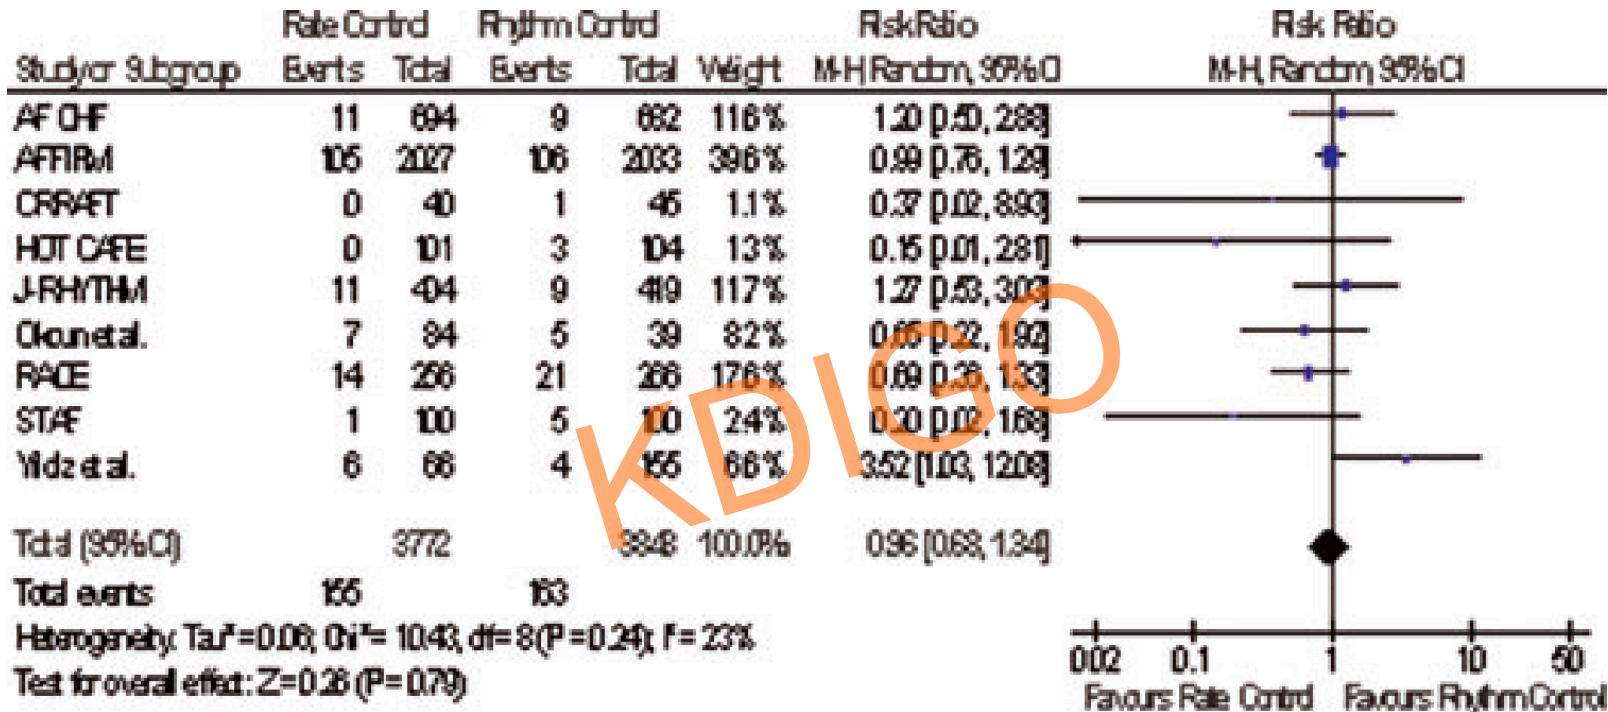 Rate Control Rhythm Control Risk Ratio Risk Ratio
Study or Subgroup Events Total Events Total Weight M-H, Random, 95% CI M-H, Random, 95% CI
AF CHF 11 694 9 682 11.6% 1.20 [0.50, 2.88]
AFFIRM 105 2027 106 2033 39.6% 0.99 [0.76, 1.29]
CRRAFT 0 40 1 45 1.1% 0.37 [0.02, 8.93]
HOT CAFE 0 101 3 104 1.3% 0.15 [0.01, 2.81]
J-RHYTHM 11 404 9 419 11.7% 1.27 [0.53, 3.03]
Okcun et al. 7 84 5 39 8.2% 0.65 [0.22, 1.92]
RACE 14 256 21 266 17.6% 0.69 [0.36, 1.33]
STAF 1 100 5 100 2.4% 0.20 [0.02, 1.68]
Yildiz et al. 6 66 4 155 6.6% 3.52 [1.03, 12.08]
Total (95% CI) 3772 3843 100.0% 0.96 [0.68, 1.34]
Total events 155 163
Heterogeneity: Tau² = 0.06; Chi² = 10.43, df = 8 (P = 0.24); I² = 23%
Test for overall effect: Z = 0.26 (P = 0.79)
0.02 0.1 1 10 50
Favours Rate Control Favours Rhythm Control
KDIGO